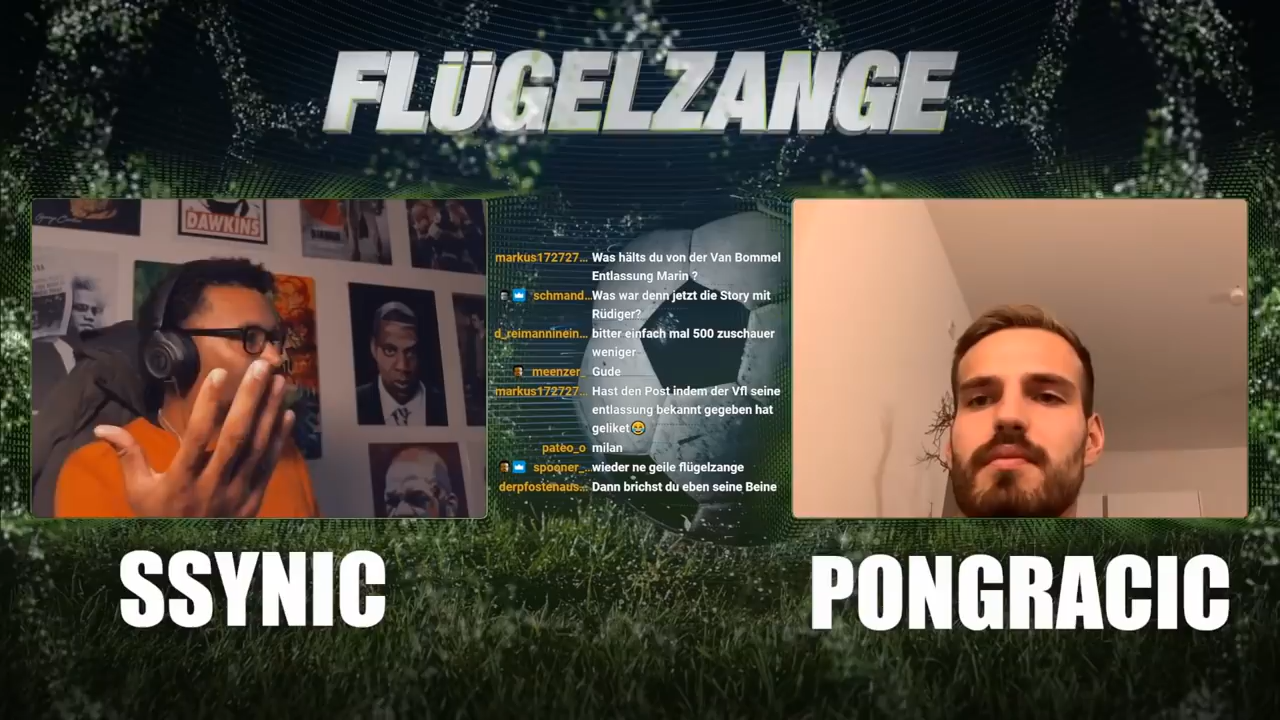 FLÜGELZANGE
DAWKINS
markus172727… Was hälts du von der Van Bommel
Entlassung Marin ?
schmand… Was war denn jetzt die Story mit
Rüdiger?
d_reimanninein… bitter einfach mal 500 zuschauer
weniger
meenzer_ Gude
markus172727… Hast den Post indem der Vfl seine
entlassung bekannt gegeben hat
geliket😂
pateo_o milan
spooner_… wieder ne geile flügelzange
derpfostenaus… Dann brichst du eben seine Beine
SSYNIC
PONGRACIC